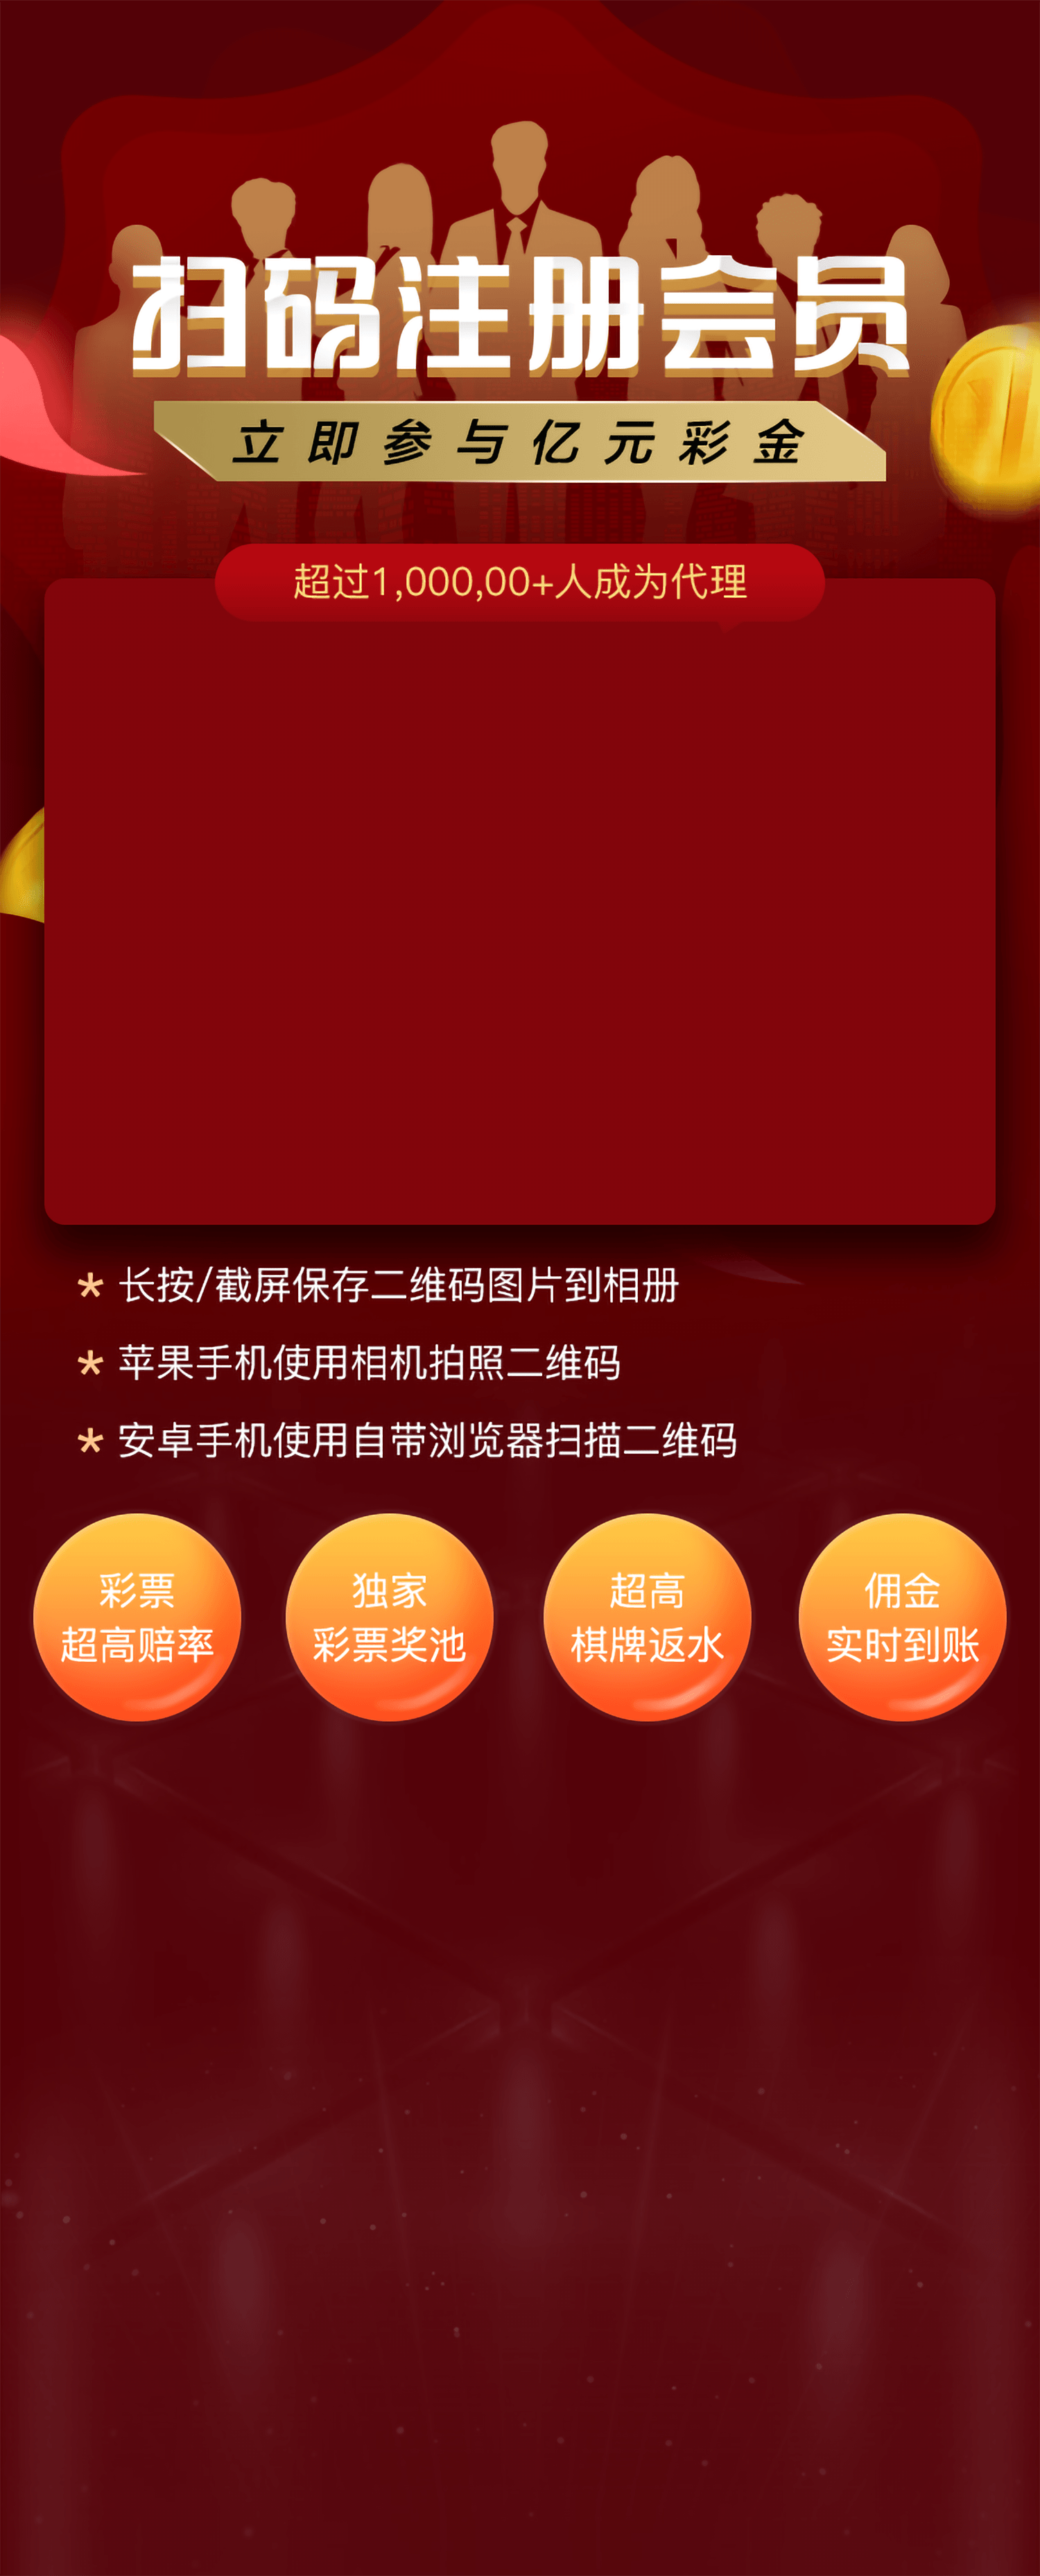 扫码注册会员
立即参与亿元彩金
超过1,000,00+人成为代理
* 长按/截屏保存二维码图片到相册
* 苹果手机使用相机拍照二维码
* 安卓手机使用自带浏览器扫描二维码
彩票
超高赔率
独家
彩票奖池
超高
棋牌返水
佣金
实时到账